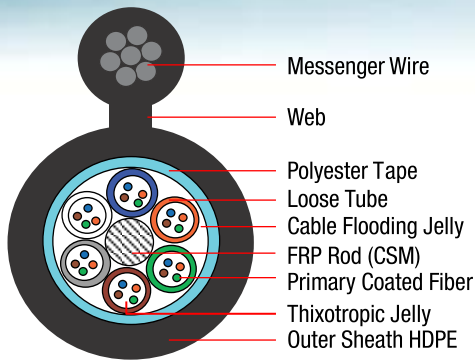 Messenger Wire
Web
Polyester Tape
Loose Tube
Cable Flooding Jelly
FRP Rod (CSM)
Primary Coated Fiber
Thixotropic Jelly
Outer Sheath HDPE